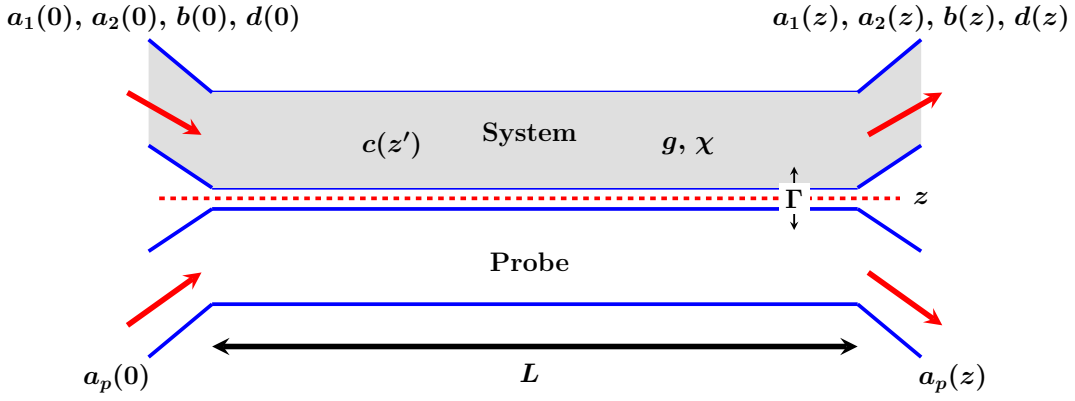 a₁(0), a₂(0), b(0), d(0)
a₁(z), a₂(z), b(z), d(z)
System
c(z′)
g, χ
Γ
z
Probe
L
aₚ(0)
aₚ(z)